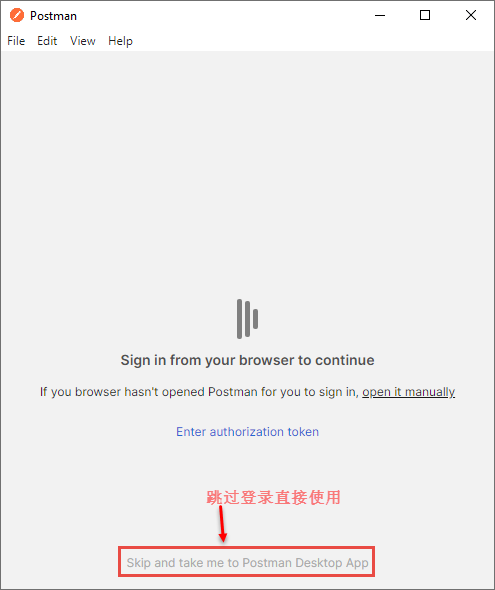 Postman
File Edit View Help
Sign in from your browser to continue
If you browser hasn't opened Postman for you to sign in, open it manually
Enter authorization token
跳过登录直接使用
Skip and take me to Postman Desktop App